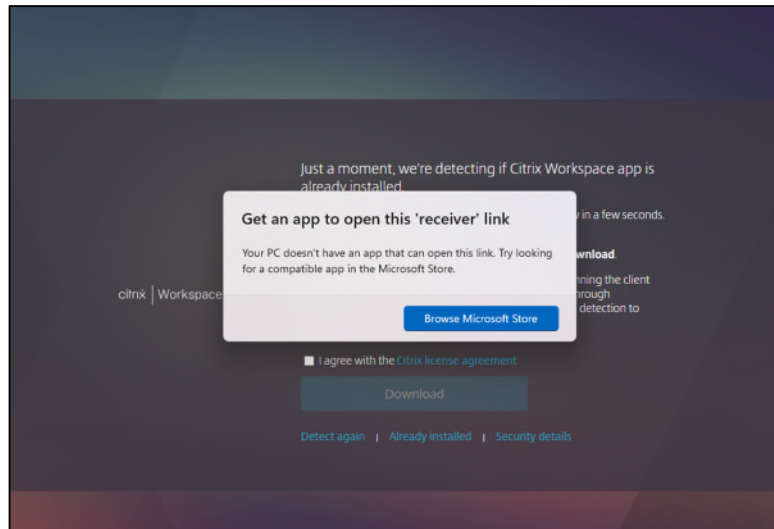 Just a moment, we're detecting if Citrix Workspace app is
already installed.
Get an app to open this 'receiver' link
in a few seconds.
Your PC doesn't have an app that can open this link. Try looking
for a compatible app in the Microsoft Store.
wnload.
the client
citrix | Workspace
detection to
Browse Microsoft Store
I agree with the Citrix license agreement
Download
Detect again | Already installed | Security details